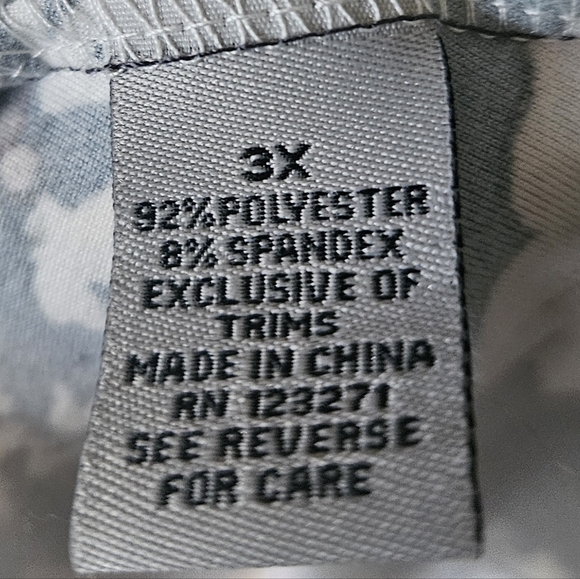 3X
92%POLYESTER
8% SPANDEX
EXCLUSIVE OF
TRIMS
MADE IN CHINA
RN 123271
SEE REVERSE
FOR CARE